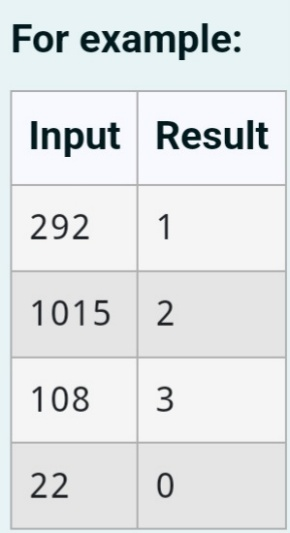 For example:
Input Result
292 1
1015 2
108 3
22 0